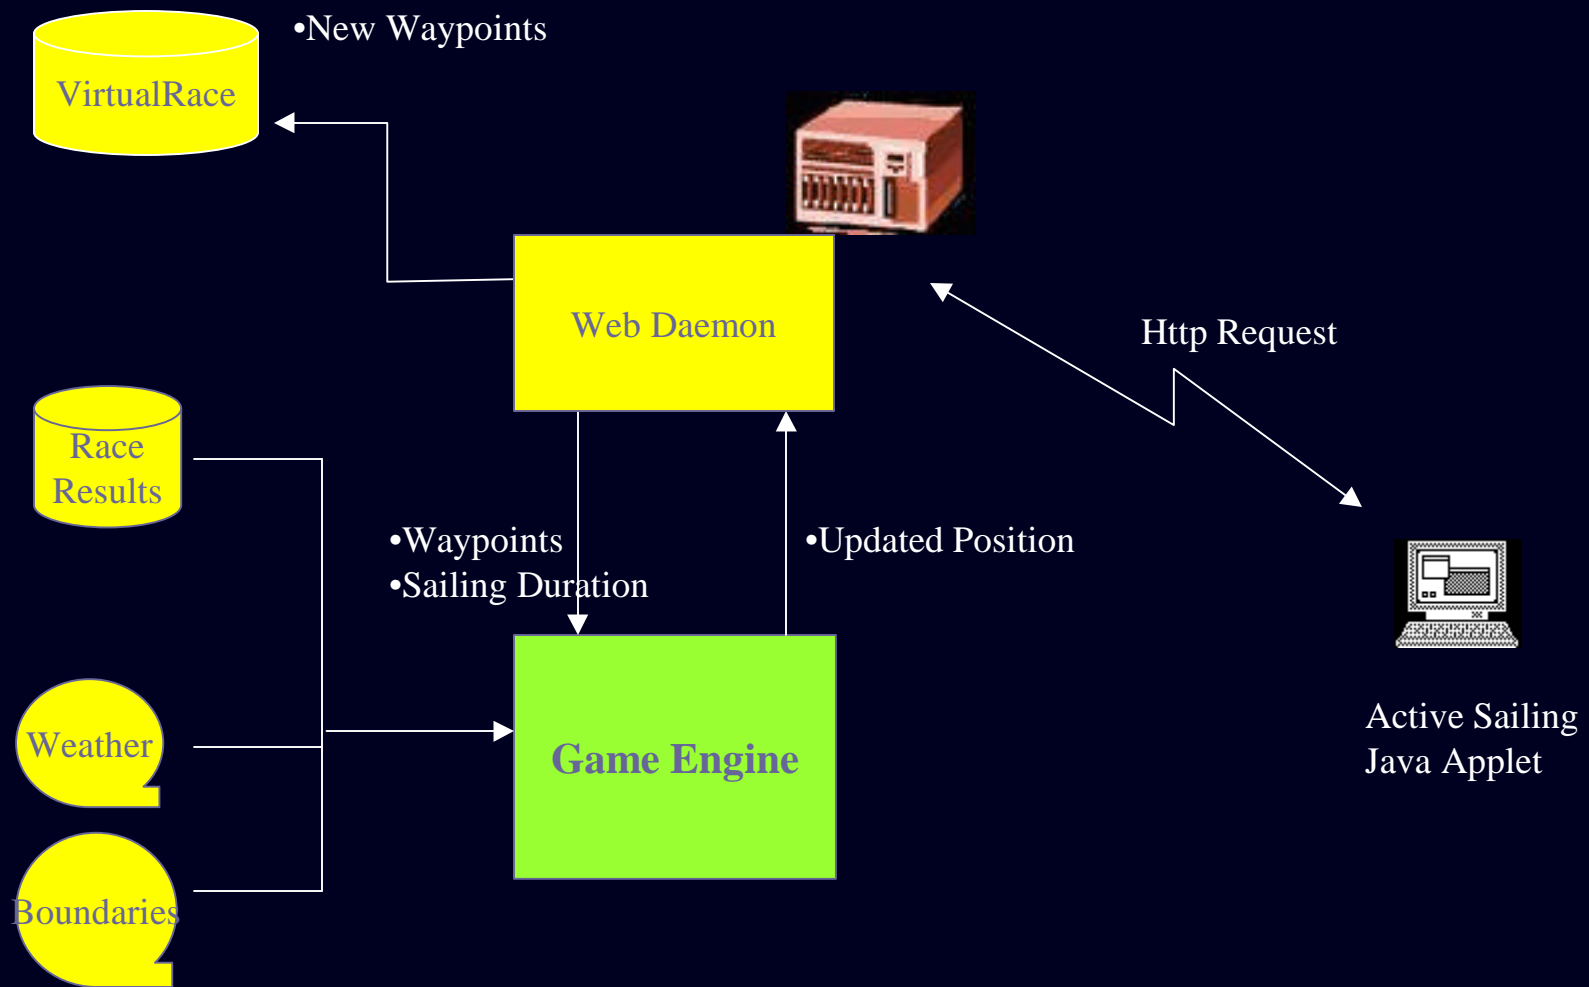 •New Waypoints
VirtualRace
Web Daemon
Http Request
Race
Results
•Waypoints
•Sailing Duration
•Updated Position
Weather
Game Engine
Active Sailing
Java Applet
Boundaries